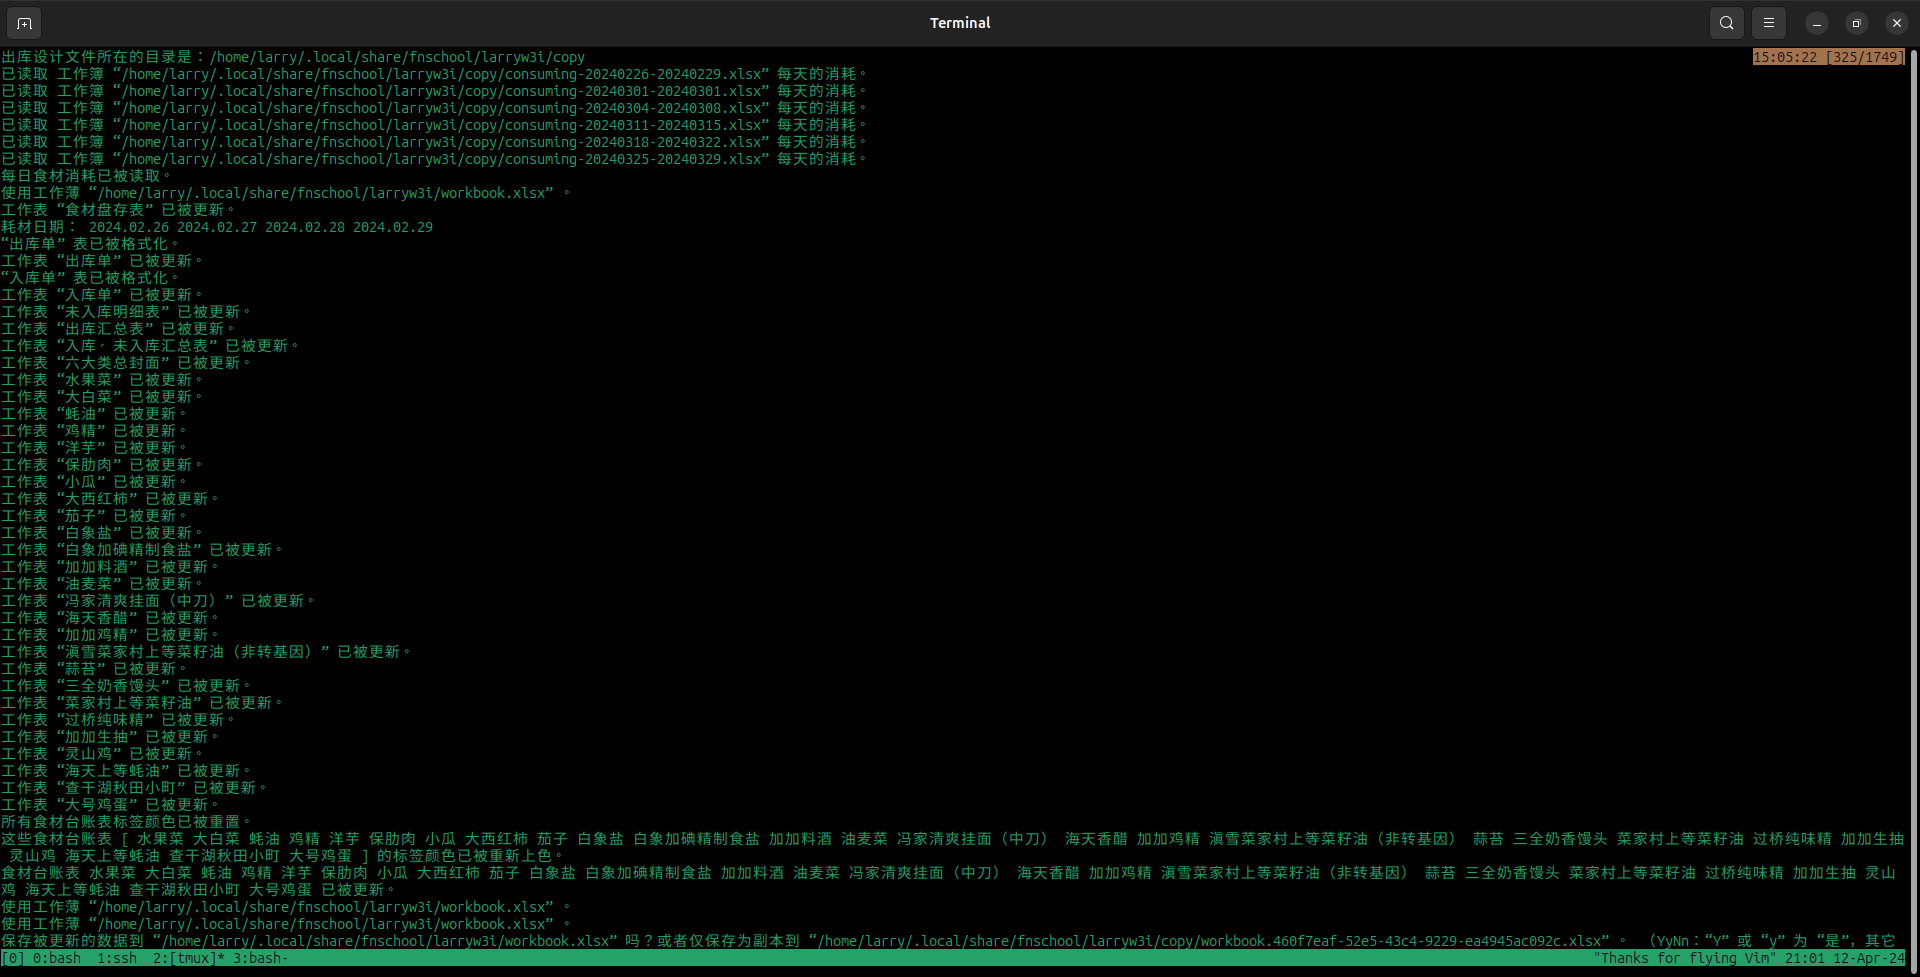 Terminal
出库设计文件所在的目录是：/home/larry/.local/share/fnschool/larryw3i/copy
15:05:22 [325/1749]
已读取 工作簿 “/home/larry/.local/share/fnschool/larryw3i/copy/consuming-20240226-20240229.xlsx” 每天的消耗。
已读取 工作簿 “/home/larry/.local/share/fnschool/larryw3i/copy/consuming-20240301-20240301.xlsx” 每天的消耗。
已读取 工作簿 “/home/larry/.local/share/fnschool/larryw3i/copy/consuming-20240304-20240308.xlsx” 每天的消耗。
已读取 工作簿 “/home/larry/.local/share/fnschool/larryw3i/copy/consuming-20240311-20240315.xlsx” 每天的消耗。
已读取 工作簿 “/home/larry/.local/share/fnschool/larryw3i/copy/consuming-20240318-20240322.xlsx” 每天的消耗。
已读取 工作簿 “/home/larry/.local/share/fnschool/larryw3i/copy/consuming-20240325-20240329.xlsx” 每天的消耗。
每日食材消耗已被读取。
使用工作薄 “/home/larry/.local/share/fnschool/larryw3i/workbook.xlsx” 。
工作表 “食材盘存表” 已被更新。
耗材日期： 2024.02.26 2024.02.27 2024.02.28 2024.02.29
“出库单” 表已被格式化。
工作表 “出库单” 已被更新。
“入库单” 表已被格式化。
工作表 “入库单” 已被更新。
工作表 “未入库明细表” 已被更新。
工作表 “出库汇总表” 已被更新。
工作表 “入库、未入库汇总表” 已被更新。
工作表 “六大类总封面” 已被更新。
工作表 “水果菜” 已被更新。
工作表 “大白菜” 已被更新。
工作表 “蚝油” 已被更新。
工作表 “鸡精” 已被更新。
工作表 “洋芋” 已被更新。
工作表 “保肋肉” 已被更新。
工作表 “小瓜” 已被更新。
工作表 “大西红柿” 已被更新。
工作表 “茄子” 已被更新。
工作表 “白象盐” 已被更新。
工作表 “白象加碘精制食盐” 已被更新。
工作表 “加加料酒” 已被更新。
工作表 “油麦菜” 已被更新。
工作表 “冯家清爽挂面（中刀）” 已被更新。
工作表 “海天香醋” 已被更新。
工作表 “加加鸡精” 已被更新。
工作表 “滇雪菜家村上等菜籽油（非转基因）” 已被更新。
工作表 “蒜苔” 已被更新。
工作表 “三全奶香馒头” 已被更新。
工作表 “菜家村上等菜籽油” 已被更新。
工作表 “过桥纯味精” 已被更新。
工作表 “加加生抽” 已被更新。
工作表 “灵山鸡” 已被更新。
工作表 “海天上等蚝油” 已被更新。
工作表 “查干湖秋田小町” 已被更新。
工作表 “大号鸡蛋” 已被更新。
所有食材台账表标签颜色已被重置。
这些食材台账表 [ 水果菜 大白菜 蚝油 鸡精 洋芋 保肋肉 小瓜 大西红柿 茄子 白象盐 白象加碘精制食盐 加加料酒 油麦菜 冯家清爽挂面（中刀） 海天香醋 加加鸡精 滇雪菜家村上等菜籽油（非转基因） 蒜苔 三全奶香馒头 菜家村上等菜籽油 过桥纯味精 加加生抽
灵山鸡 海天上等蚝油 查干湖秋田小町 大号鸡蛋 ] 的标签颜色已被重新上色。
食材台账表 水果菜 大白菜 蚝油 鸡精 洋芋 保肋肉 小瓜 大西红柿 茄子 白象盐 白象加碘精制食盐 加加料酒 油麦菜 冯家清爽挂面（中刀） 海天香醋 加加鸡精 滇雪菜家村上等菜籽油（非转基因） 蒜苔 三全奶香馒头 菜家村上等菜籽油 过桥纯味精 加加生抽 灵山
鸡 海天上等蚝油 查干湖秋田小町 大号鸡蛋 已被更新。
使用工作薄 “/home/larry/.local/share/fnschool/larryw3i/workbook.xlsx” 。
使用工作薄 “/home/larry/.local/share/fnschool/larryw3i/workbook.xlsx” 。
保存被更新的数据到 “/home/larry/.local/share/fnschool/larryw3i/workbook.xlsx” 吗？或者仅保存为副本到 “/home/larry/.local/share/fnschool/larryw3i/copy/workbook.460f7eaf-52e5-43c4-9229-ea4945ac092c.xlsx” 。 （YyNn：“Y” 或 “y” 为 “是”，其它
[0] 0:bash  1:ssh  2:[tmux]* 3:bash-
"Thanks for flying Vim" 21:01 12-Apr-24